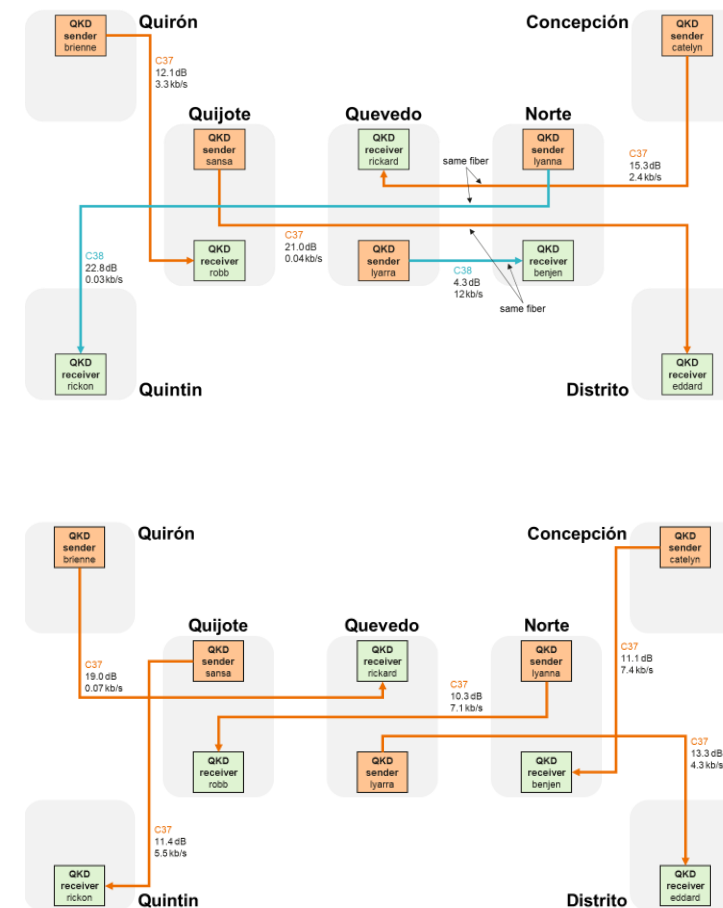 Quirón
Concepción
QKD
sender
brienne
QKD
sender
catelyn
C37
12.1 dB
3.3 kb/s
Quijote
Quevedo
Norte
QKD
sender
sansa
QKD
receiver
rickard
same fiber
QKD
sender
lyanna
C37
15.3 dB
2.4 kb/s
C38
22.8 dB
0.03 kb/s
QKD
receiver
robb
C37
21.0 dB
0.04 kb/s
QKD
sender
lyarra
C38
4.3 dB
12 kb/s
QKD
receiver
benjen
same fiber
QKD
receiver
rickon
QKD
receiver
eddard
Quintin
Distrito
Quirón
Concepción
QKD
sender
brienne
QKD
sender
catelyn
Quijote
Quevedo
Norte
QKD
sender
sansa
QKD
receiver
rickard
QKD
sender
lyanna
C37
11.1 dB
7.4 kb/s
C37
19.0 dB
0.07 kb/s
C37
10.3 dB
7.1 kb/s
QKD
receiver
robb
QKD
sender
lyarra
QKD
receiver
benjen
C37
13.3 dB
4.3 kb/s
C37
11.4 dB
5.5 kb/s
QKD
receiver
rickon
QKD
receiver
eddard
Quintin
Distrito